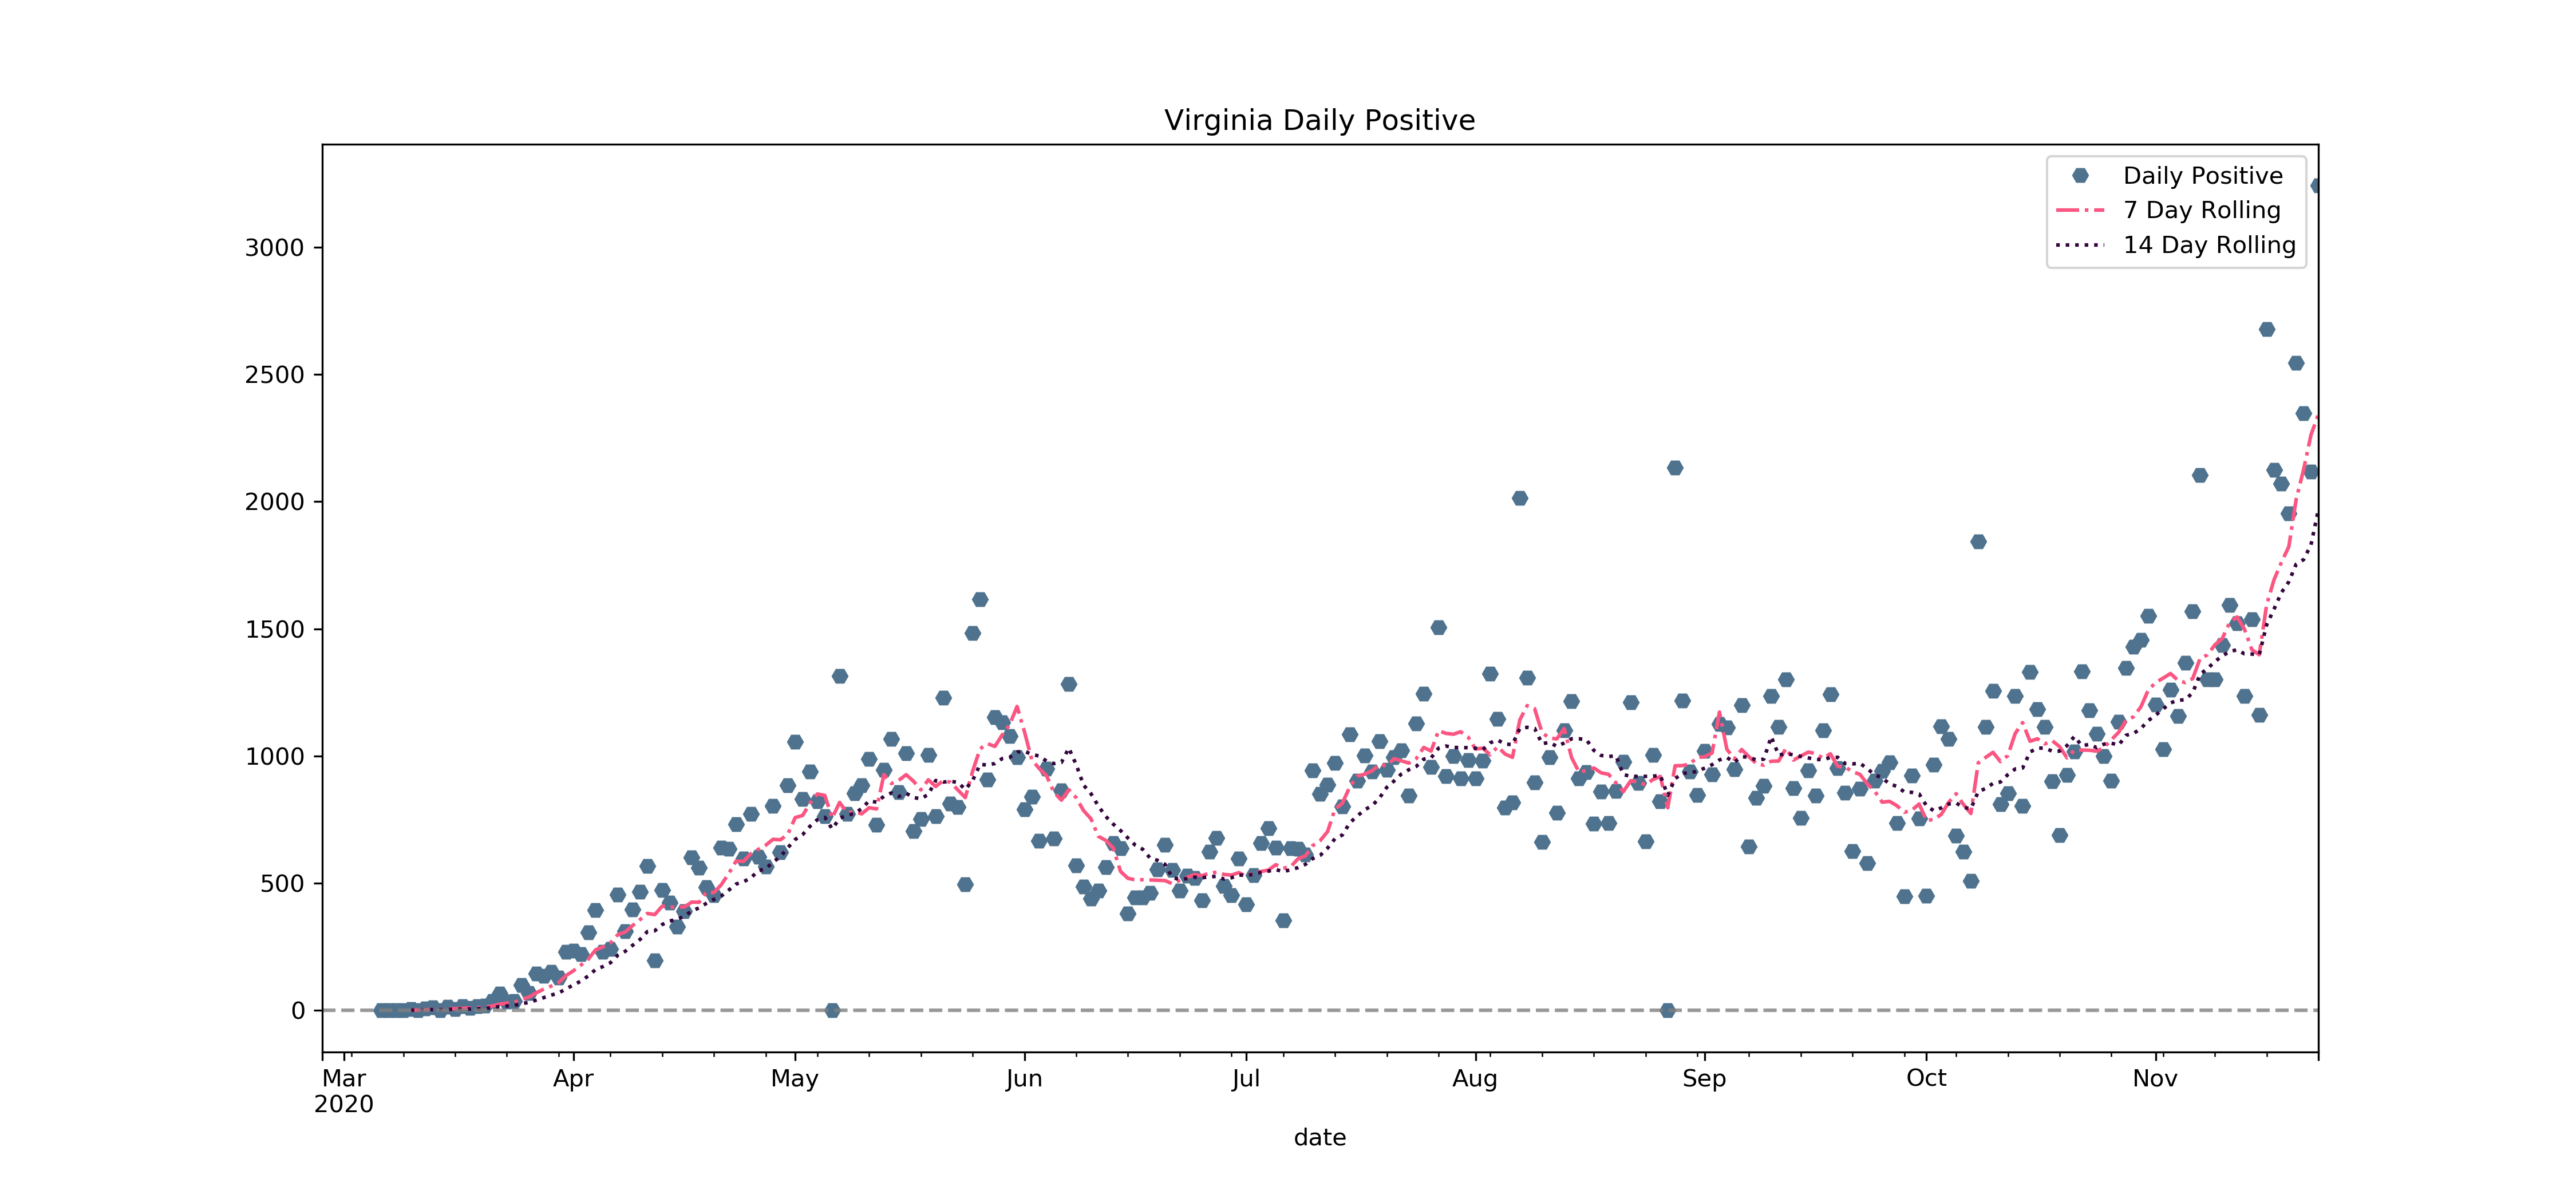 Virginia Daily Positive
Daily Positive
7 Day Rolling
14 Day Rolling
3000
2500
2000
1500
1000
500
0
Mar Apr May Jun Jul Aug Sep Oct Nov
2020
date